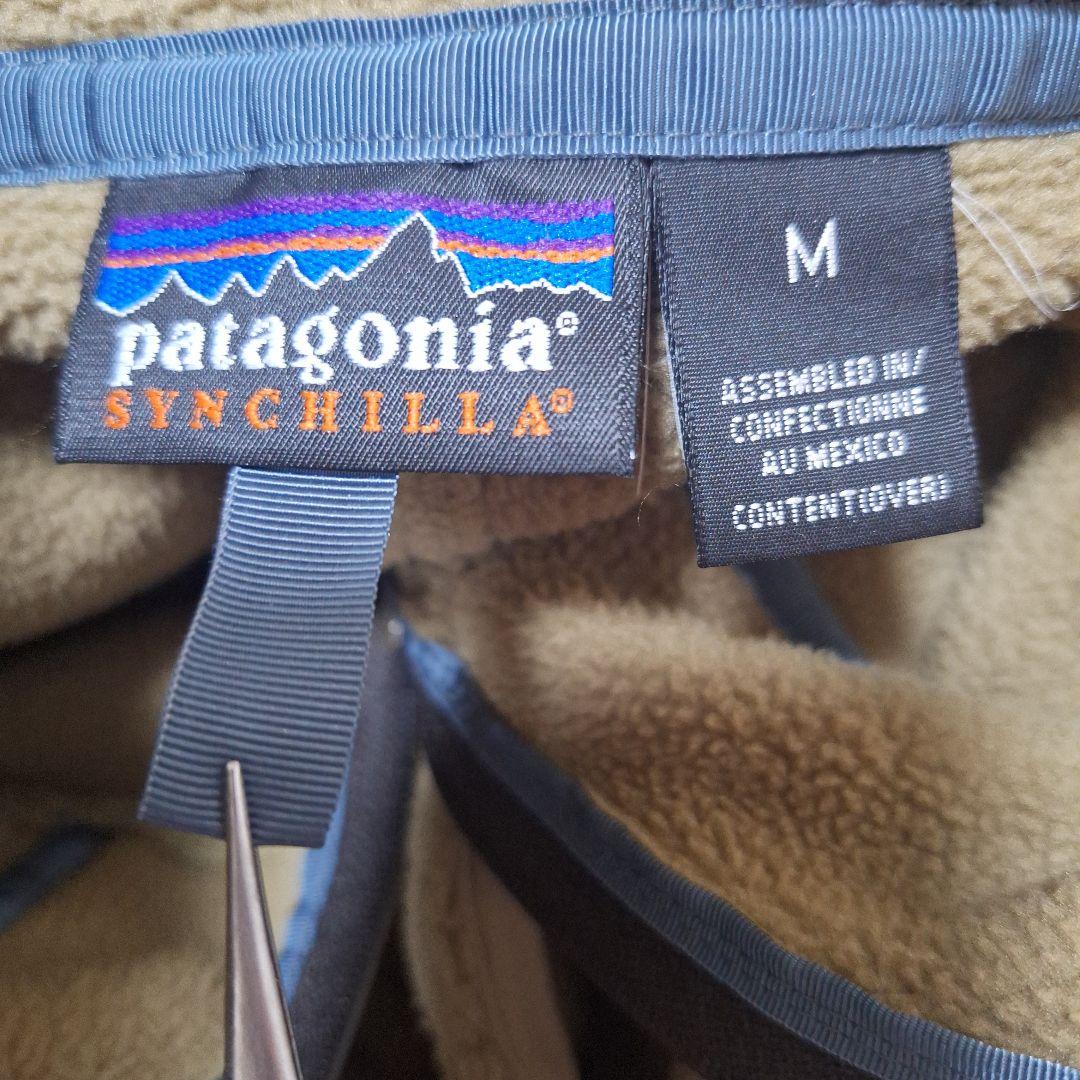 patagonia®
SYNCHILLA®
M
ASSEMBLED IN/
CONFECTIONNE
AU MEXICO
CONTENT(OVER)